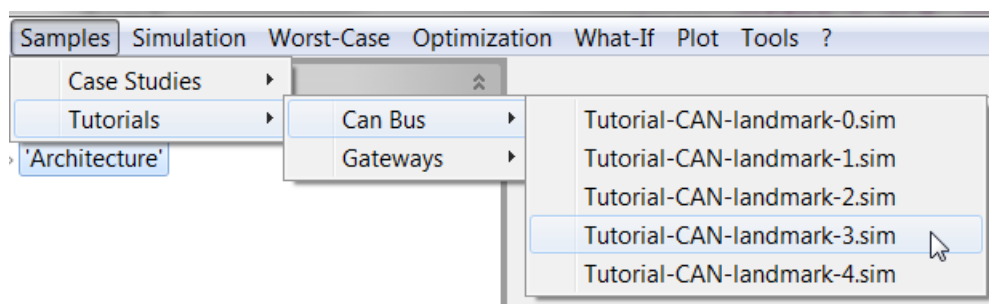 Samples Simulation Worst-Case Optimization What-If Plot Tools ?
Case Studies
Tutorials
Can Bus
Gateways
Tutorial-CAN-landmark-0.sim
Tutorial-CAN-landmark-1.sim
Tutorial-CAN-landmark-2.sim
Tutorial-CAN-landmark-3.sim
Tutorial-CAN-landmark-4.sim
'Architecture'